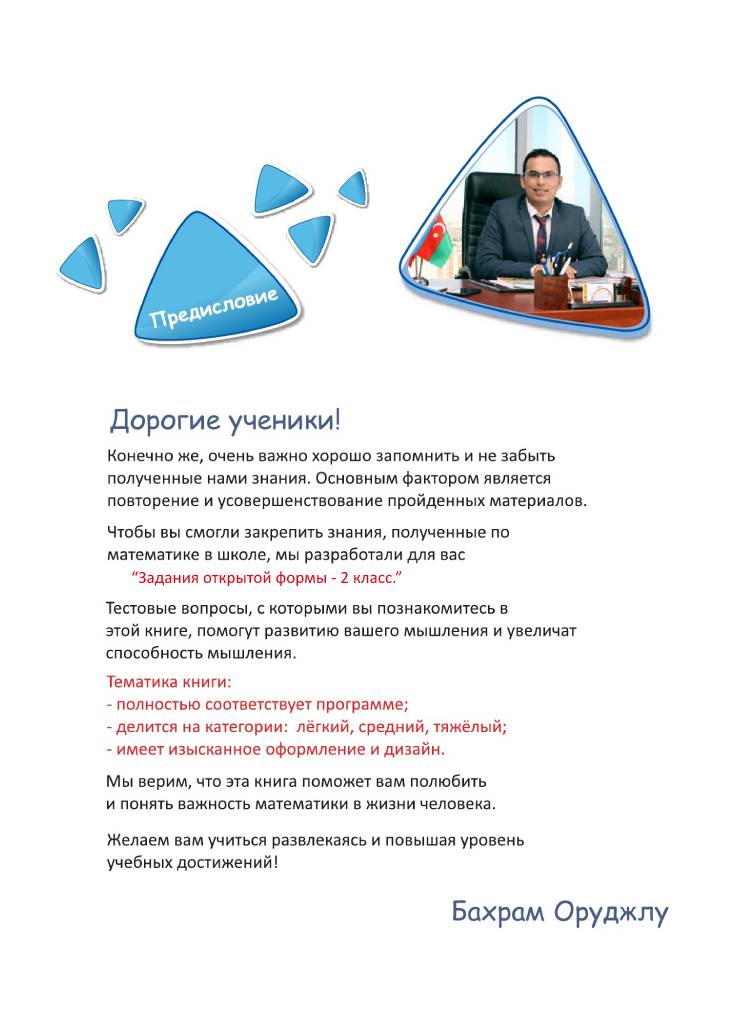 Предисловие
Дорогие ученики!
Конечно же, очень важно хорошо запомнить и не забыть
полученные нами знания. Основным фактором является
повторение и усовершенствование пройденных материалов.
Чтобы вы смогли закрепить знания, полученные по
математике в школе, мы разработали для вас
“Задания открытой формы - 2 класс.”
Тестовые вопросы, с которыми вы познакомитесь в
этой книге, помогут развитию вашего мышления и увеличат
способность мышления.
Тематика книги:
- полностью соответствует программе;
- делится на категории: лёгкий, средний, тяжёлый;
- имеет изысканное оформление и дизайн.
Мы верим, что эта книга поможет вам полюбить
и понять важность математики в жизни человека.
Желаем вам учиться развлекаясь и повышая уровень
учебных достижений!
Бахрам Оруджлу